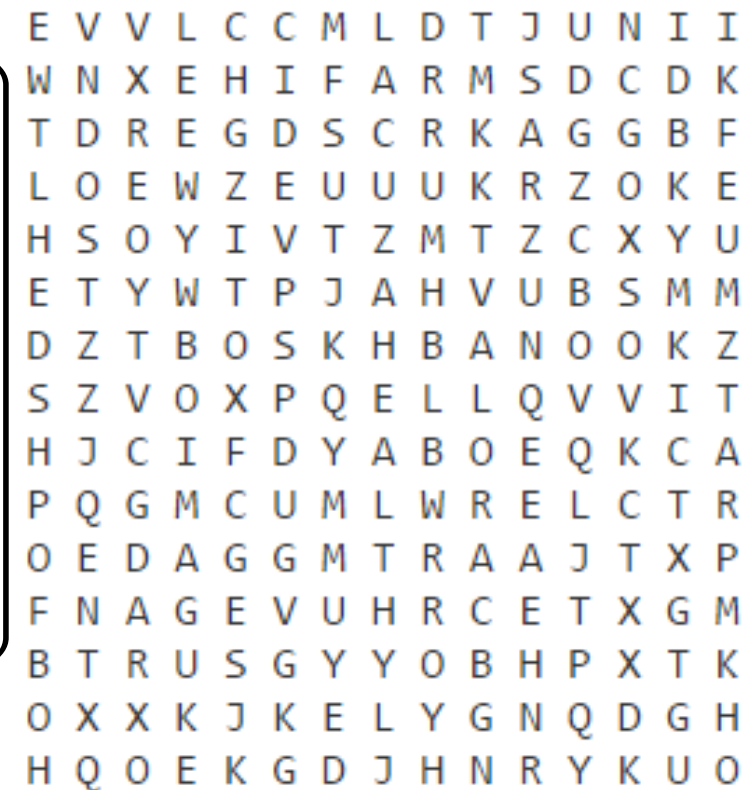 E V V L C C M L D T J U N I I
W N X E H I F A R M S D C D K
T D R E G D S C R K A G G B F
L O E W Z E U U U K R Z O K E
H S O Y I V T Z M T Z C X Y U
E T Y W T P J A H V U B S M M
D Z T B O S K H B A N O O K Z
S Z V O X P Q E L L Q V V I T
H J C I F D Y A B O E Q K C A
P Q G M C U M L W R E L C T R
O E D A G G M T R A A J T X P
F N A G E V U H R C E T X G M
B T R U S G Y Y O B H P X T K
O X X K J K E L Y G N Q D G H
H Q O E K G D J H N R Y K U O